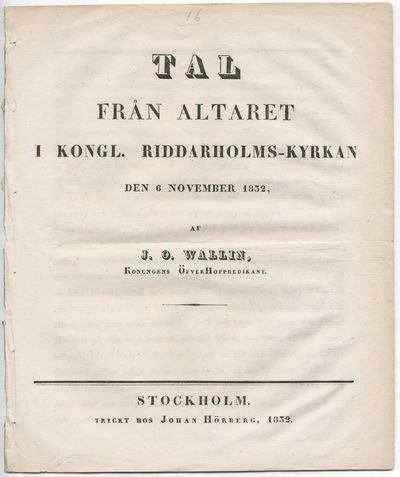 16
TAL
FRÅN ALTARET
I KONGL. RIDDARHOLMS-KYRKAN
DEN 6 NOVEMBER 1832,
AF
J. O. WALLIN,
KONUNGENS ÖFVERHOFPREDIKANT.
STOCKHOLM.
TRYCKT HOS JOHAN HÖRBERG, 1832.